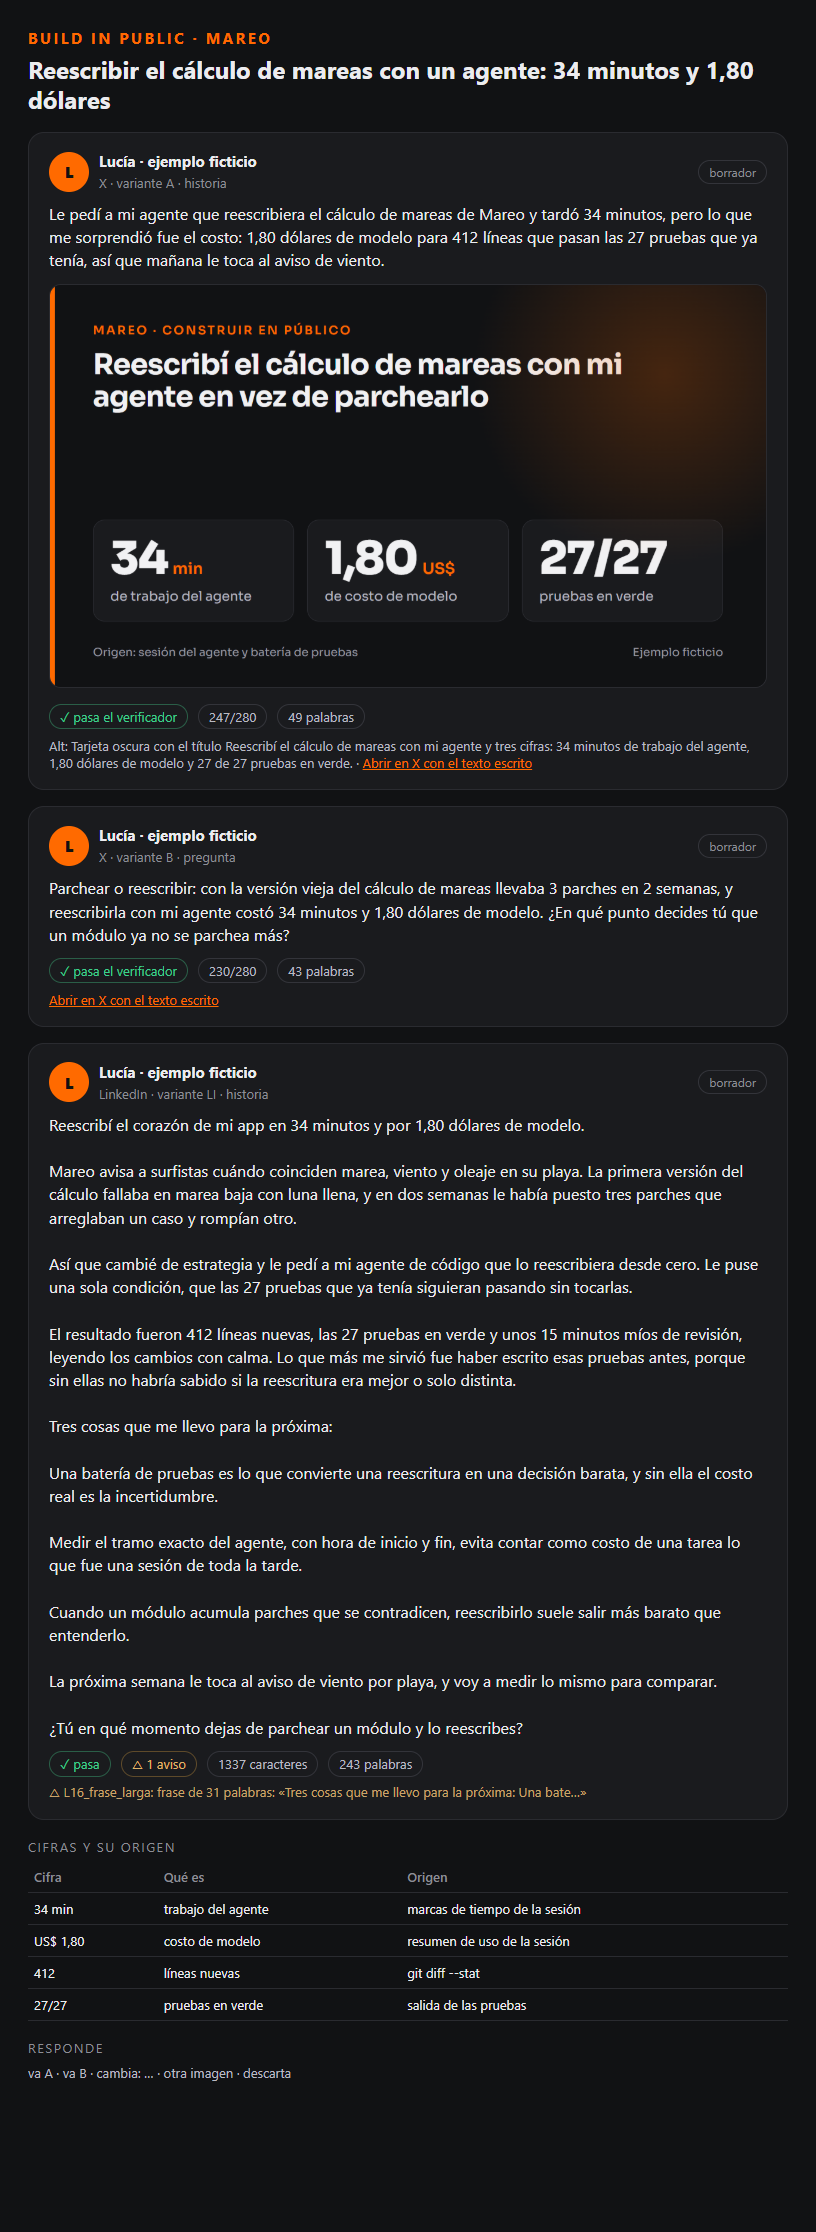 BUILD IN PUBLIC · MAREO
Reescribir el cálculo de mareas con un agente: 34 minutos y 1,80
dólares
L
Lucía · ejemplo ficticio
X · variante A · historia
borrador
Le pedí a mi agente que reescribiera el cálculo de mareas de Mareo y tardó 34 minutos, pero lo que
me sorprendió fue el costo: 1,80 dólares de modelo para 412 líneas que pasan las 27 pruebas que ya
tenía, así que mañana le toca al aviso de viento.
MAREO · CONSTRUIR EN PÚBLICO
Reescribí el cálculo de mareas con mi
agente en vez de parchearlo
34 min
de trabajo del agente
1,80 US$
de costo de modelo
27/27
pruebas en verde
Origen: sesión del agente y batería de pruebas
Ejemplo ficticio
✓ pasa el verificador
247/280
49 palabras
Alt: Tarjeta oscura con el título Reescribí el cálculo de mareas con mi agente y tres cifras: 34 minutos de trabajo del agente,
1,80 dólares de modelo y 27 de 27 pruebas en verde. · Abrir en X con el texto escrito
L
Lucía · ejemplo ficticio
X · variante B · pregunta
borrador
Parchear o reescribir: con la versión vieja del cálculo de mareas llevaba 3 parches en 2 semanas, y
reescribirla con mi agente costó 34 minutos y 1,80 dólares de modelo. ¿En qué punto decides tú que
un módulo ya no se parchea más?
✓ pasa el verificador
230/280
43 palabras
Abrir en X con el texto escrito
L
Lucía · ejemplo ficticio
LinkedIn · variante LI · historia
borrador
Reescribí el corazón de mi app en 34 minutos y por 1,80 dólares de modelo.
Mareo avisa a surfistas cuándo coinciden marea, viento y oleaje en su playa. La primera versión del
cálculo fallaba en marea baja con luna llena, y en dos semanas le había puesto tres parches que
arreglaban un caso y rompían otro.
Así que cambié de estrategia y le pedí a mi agente de código que lo reescribiera desde cero. Le puse
una sola condición, que las 27 pruebas que ya tenía siguieran pasando sin tocarlas.
El resultado fueron 412 líneas nuevas, las 27 pruebas en verde y unos 15 minutos míos de revisión,
leyendo los cambios con calma. Lo que más me sirvió fue haber escrito esas pruebas antes, porque
sin ellas no habría sabido si la reescritura era mejor o solo distinta.
Tres cosas que me llevo para la próxima:
Una batería de pruebas es lo que convierte una reescritura en una decisión barata, y sin ella el costo
real es la incertidumbre.
Medir el tramo exacto del agente, con hora de inicio y fin, evita contar como costo de una tarea lo
que fue una sesión de toda la tarde.
Cuando un módulo acumula parches que se contradicen, reescribirlo suele salir más barato que
entenderlo.
La próxima semana le toca al aviso de viento por playa, y voy a medir lo mismo para comparar.
¿Tú en qué momento dejas de parchear un módulo y lo reescribes?
✓ pasa
△ 1 aviso
1337 caracteres
243 palabras
△ L16_frase_larga: frase de 31 palabras: «Tres cosas que me llevo para la próxima: Una bate…»
CIFRAS Y SU ORIGEN
Cifra Qué es Origen
34 min trabajo del agente marcas de tiempo de la sesión
US$ 1,80 costo de modelo resumen de uso de la sesión
412 líneas nuevas git diff --stat
27/27 pruebas en verde salida de las pruebas
RESPONDE
va A · va B · cambia: … · otra imagen · descarta